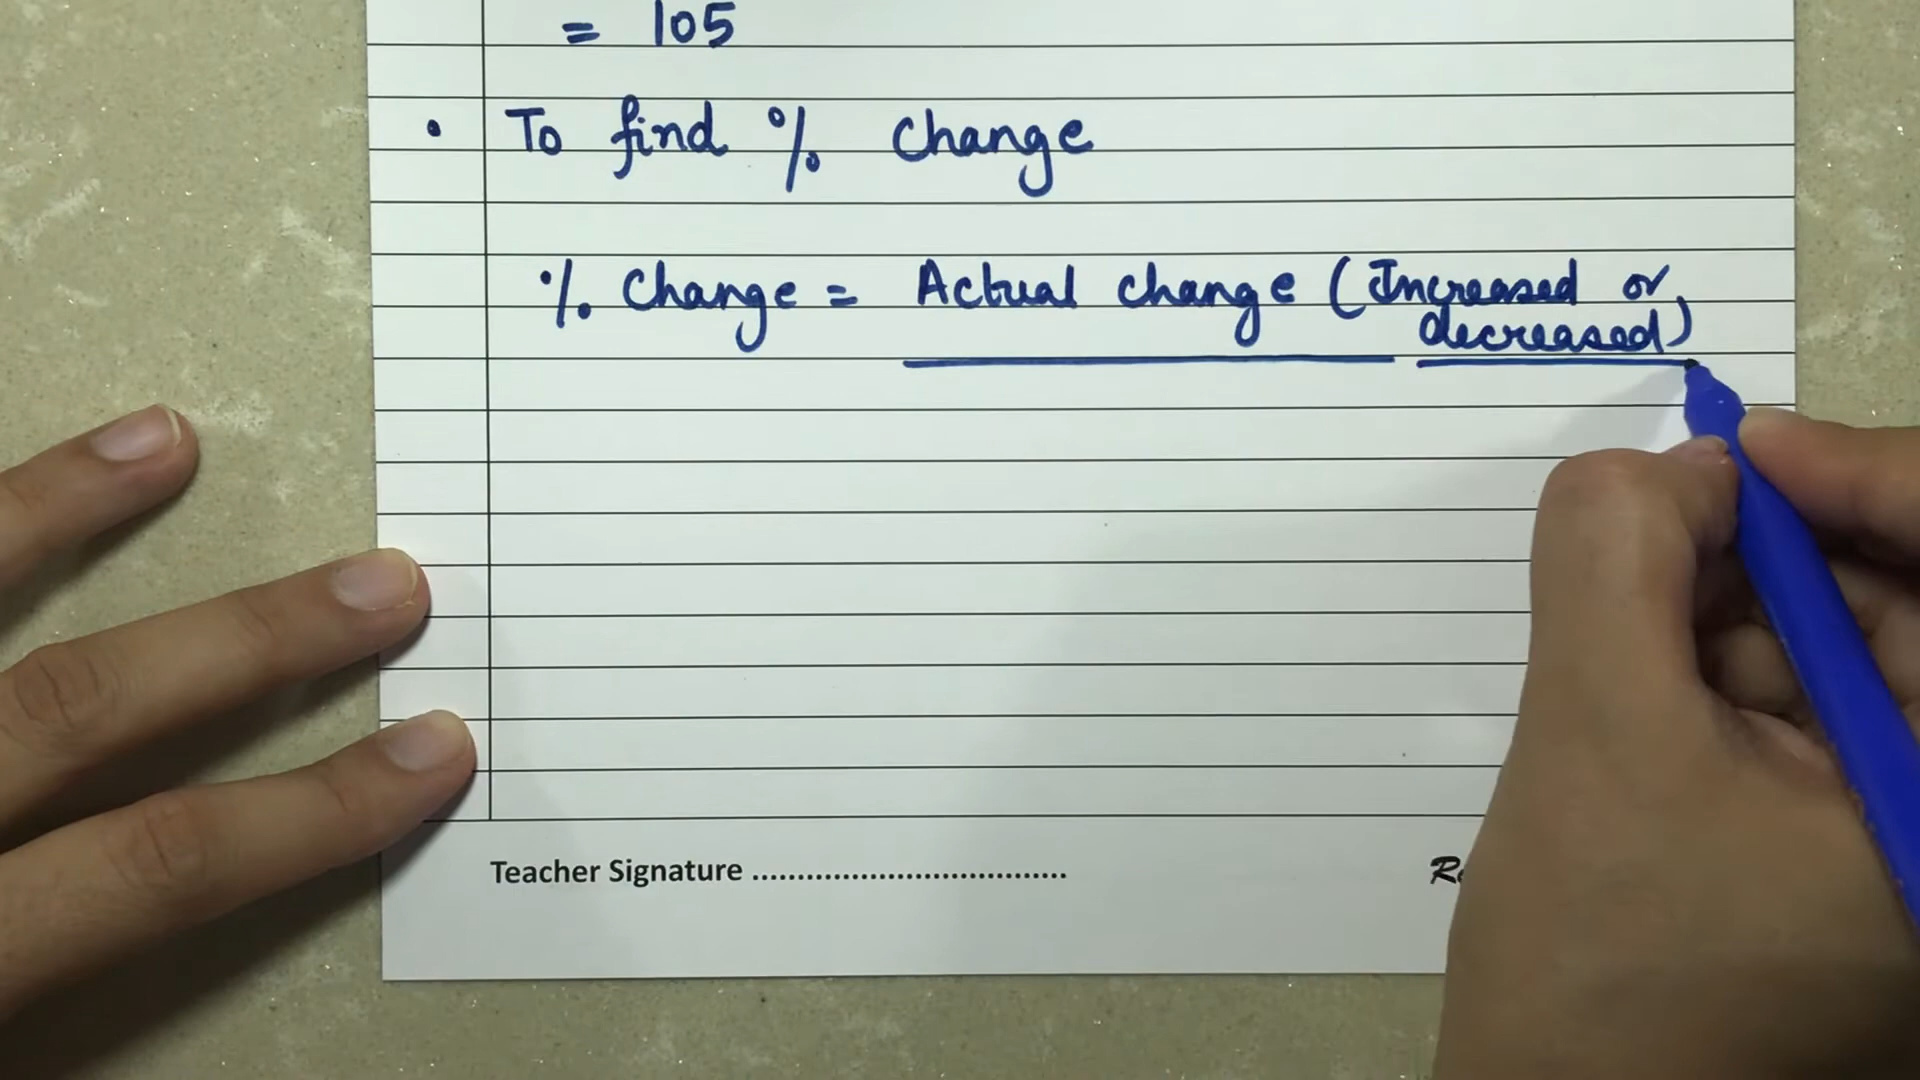 = 105
• To find % Change
% Change = Actual change (Increased or
decreased)
Teacher Signature ..................................